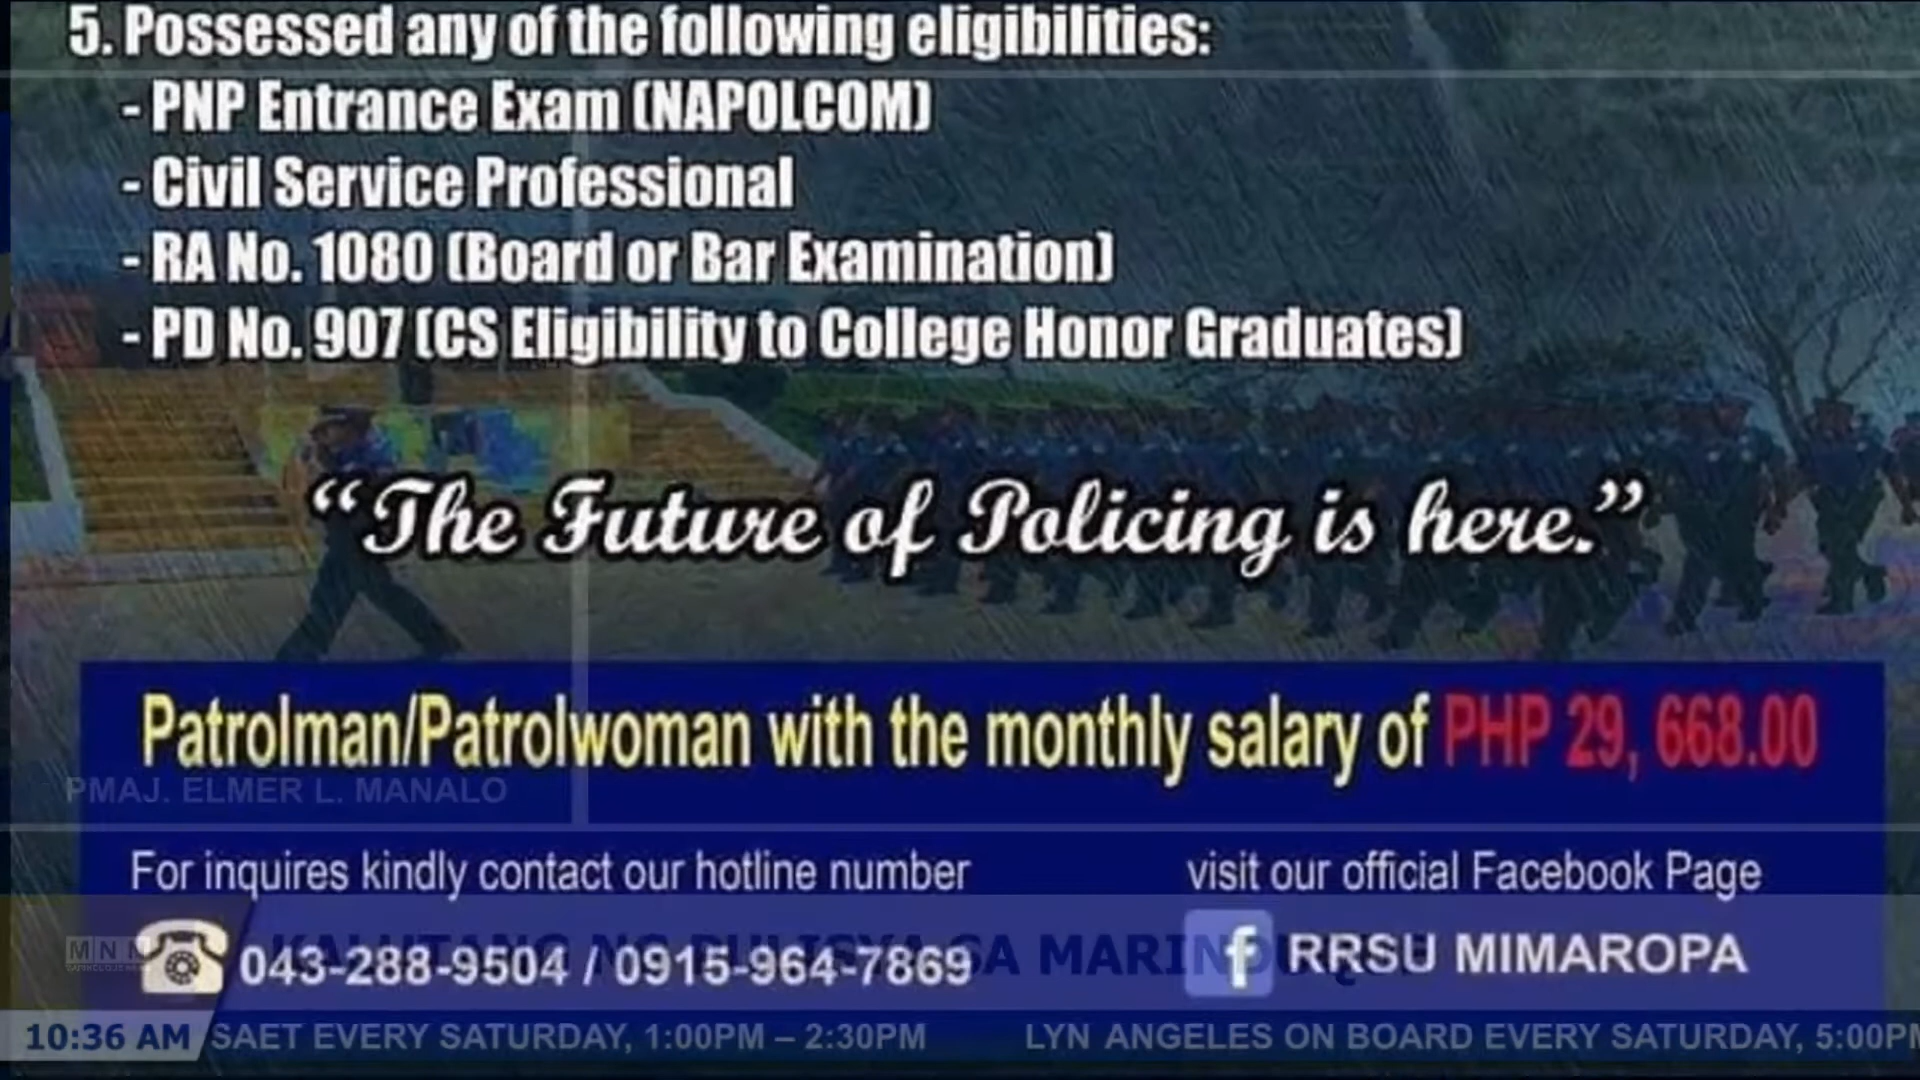 5. Possessed any of the following eligibilities:
- PNP Entrance Exam (NAPOLCOM)
- Civil Service Professional
- RA No. 1080 (Board or Bar Examination)
- PD No. 907 (CS Eligibility to College Honor Graduates)
“The Future of Policing is here.”
Patrolman/Patrolwoman with the monthly salary of PHP 29, 668.00
PMAJ. ELMER L. MANALO
For inquires kindly contact our hotline number
visit our official Facebook Page
MNN
043-288-9504 / 0915-964-7869
SA MARINDUQUE
f RRSU MIMAROPA
10:36 AM
SAET EVERY SATURDAY, 1:00PM – 2:30PM
LYN ANGELES ON BOARD EVERY SATURDAY, 5:00PM